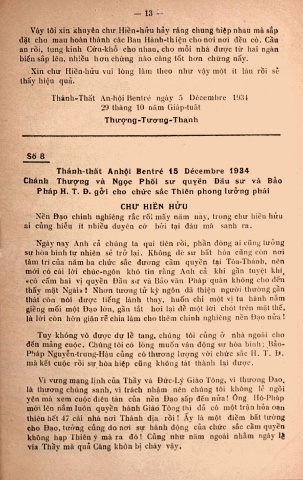 — 13 —
Vậy tôi xin khuyên chư Hiền-hữu hãy ráng chung hiệp nhau mà sắp
đặt cho mau hoàn thành các Ban Hành-thiện cho nơi nơi đều có. Cầu
an rồi, tụng kinh Cứu-khổ cho nhau, cho mỗi nhà được từ hai ngàn
biến sắp lên, nhiều hơn chừng nào càng tốt hơn chừng nấy.
Xin chư Hiền-hữu vui lòng làm theo như vậy một ít lâu rồi sẽ
thấy hiệu quả.
Thánh-Thất An-hội Bentré ngày 5 Décembre 1934
29 tháng 10 năm Giáp-tuất
Thượng-Tương-Thanh
Số 8
Thánh-thất Anhội Bentré 15 Décembre 1934
Chánh Thượng và Ngọc Phối sư quyền Đầu sư và Bảo
Pháp H. T. Đ. gởi cho chức sắc Thiên phong lưỡng phái
CHƯ HIỀN HỮU
Nền Đạo chinh nghiêng rắc rối mấy năm nay, trong chư hiền hữu
ai cũng hiểu ít nhiều duyên cớ bởi tại đâu mà sanh ra.
Ngày nay Anh cả chúng ta qui tiên rồi, phần đông ai cũng tưởng
sự hòa bình tự nhiên sẽ trở lại. Không dè sự bất hòa cũng còn nơi
tâm trí của năm ba chức sắc đương cầm quyền tại Tòa-Thánh, nên
mới có cái lời chúc-ngôn khó tin rằng Anh cả khi gần tuyệt khí
«có cấm hai vị quyền Đầu sư và Bảo văn Pháp quân không cho đến
thấy mặt Ngài»! Nhơn tương từ kỷ ngôn dã thiện người thường gần
thác còn nói được tiếng lành thay, huống chi một vị tu hành nắm
giềng mối một Đạo lớn, gần tắt hơi lại để một lời chót trên mặt thế,
là lời còn hờn giận rẽ chia làm cho thêm chinh nghiêng nền Đạo nữa!
Tuy không vô được dự lễ tang, chúng tôi cũng ở nhà ngoài cho
đến mãng cuộc. Chúng tôi có lòng muốn vận động sự hòa bình; Bảo-
Pháp Nguyễn-trung-Hậu cũng có thương lượng với chức sắc H. T. Đ.
mà kết cuộc rồi sự hòa hiệp cũng không tát thành lại được.
Vì vưng mạng linh của Thầy và Đức-Lý Giáo Tông, vì thương Đạo,
là thương chúng sanh, vì trách nhậm nên chúng tôi không lẽ ngồi
yên mà xem cuộc điên tàn của nền Đạo sắp đến nữa! Ông Hộ-Pháp
mới lên nắm luôn quyền hành Giáo Tông thì đã có một trận hỏa oan
thiêu hết 47 cái nhà nơi Thánh địa rồi! Ấy là một điềm bất tường
cho Đạo, tưởng cũng do nơi sự hành động của chức sắc cầm quyền
không hạp Thiên ý mà ra đó! Cũng như năm ngoái nhằm ngày lễ
vía Thầy mà quả Càng khôn bị cháy vậy.